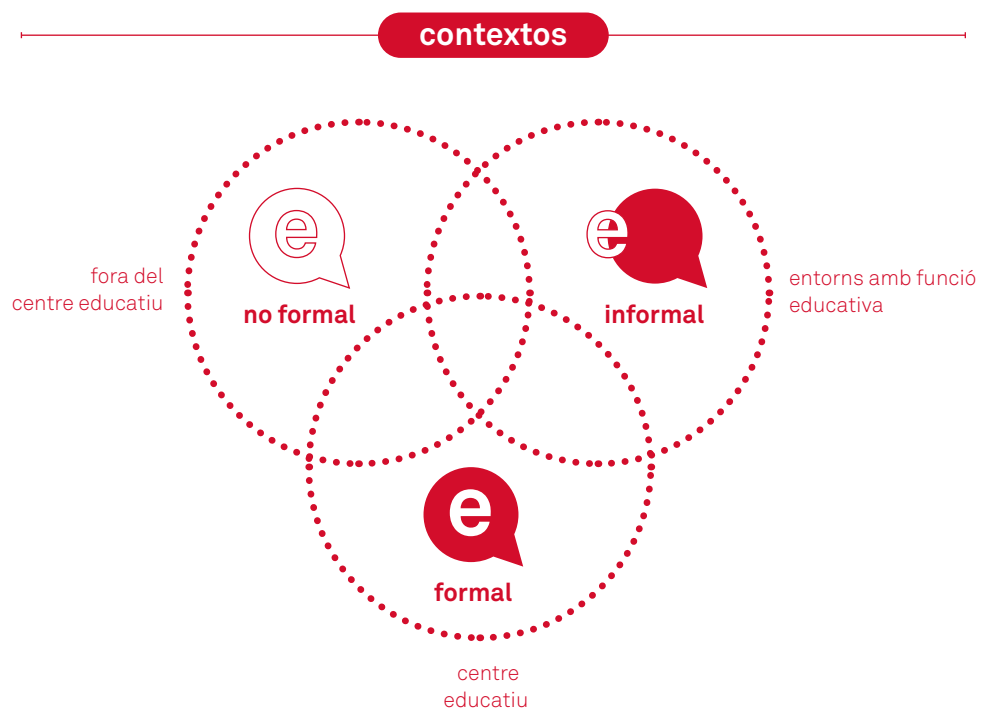 contextos
e
e
fora del
centre educatiu
no formal
informal
entorns amb funció
educativa
e
formal
centre
educatiu